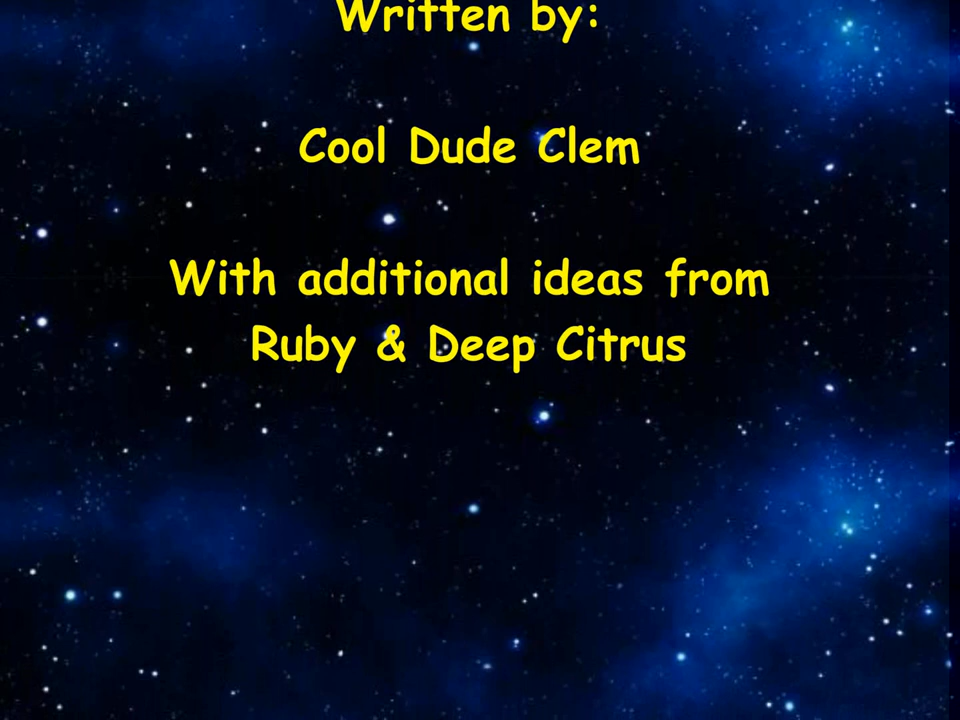 Written by:
Cool Dude Clem
With additional ideas from
Ruby & Deep Citrus